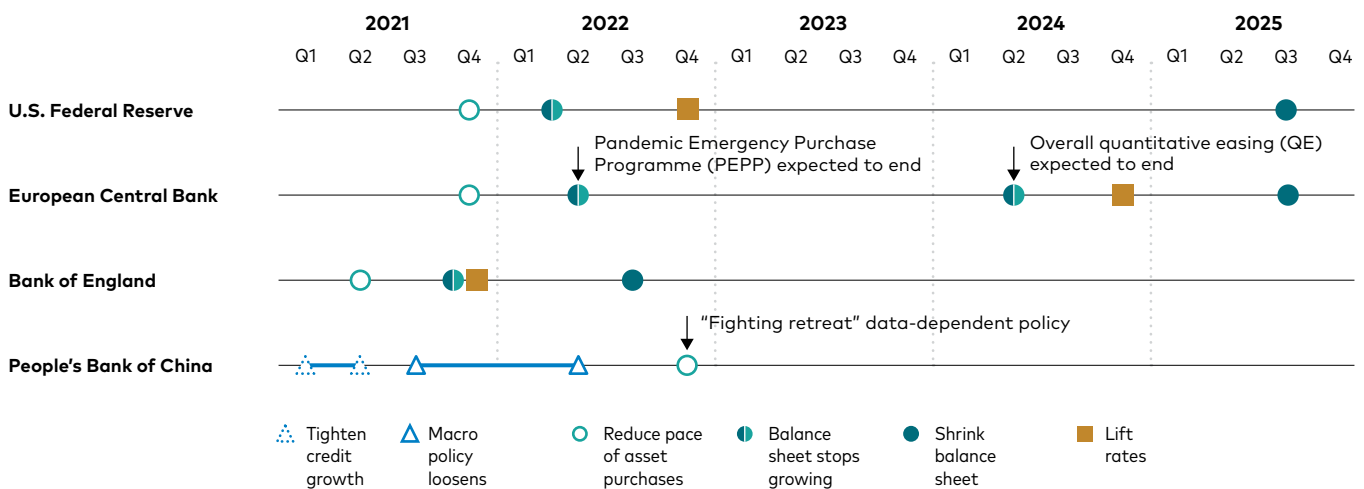 2021 2022 2023 2024 2025
Q1 Q2 Q3 Q4 Q1 Q2 Q3 Q4 Q1 Q2 Q3 Q4 Q1 Q2 Q3 Q4 Q1 Q2 Q3 Q4
U.S. Federal Reserve
Pandemic Emergency Purchase
Programme (PEPP) expected to end
Overall quantitative easing (QE)
expected to end
European Central Bank
Bank of England
“Fighting retreat” data-dependent policy
People’s Bank of China
Tighten
credit
growth
Macro
policy
loosens
Reduce pace
of asset
purchases
Balance
sheet stops
growing
Shrink
balance
sheet
Lift
rates